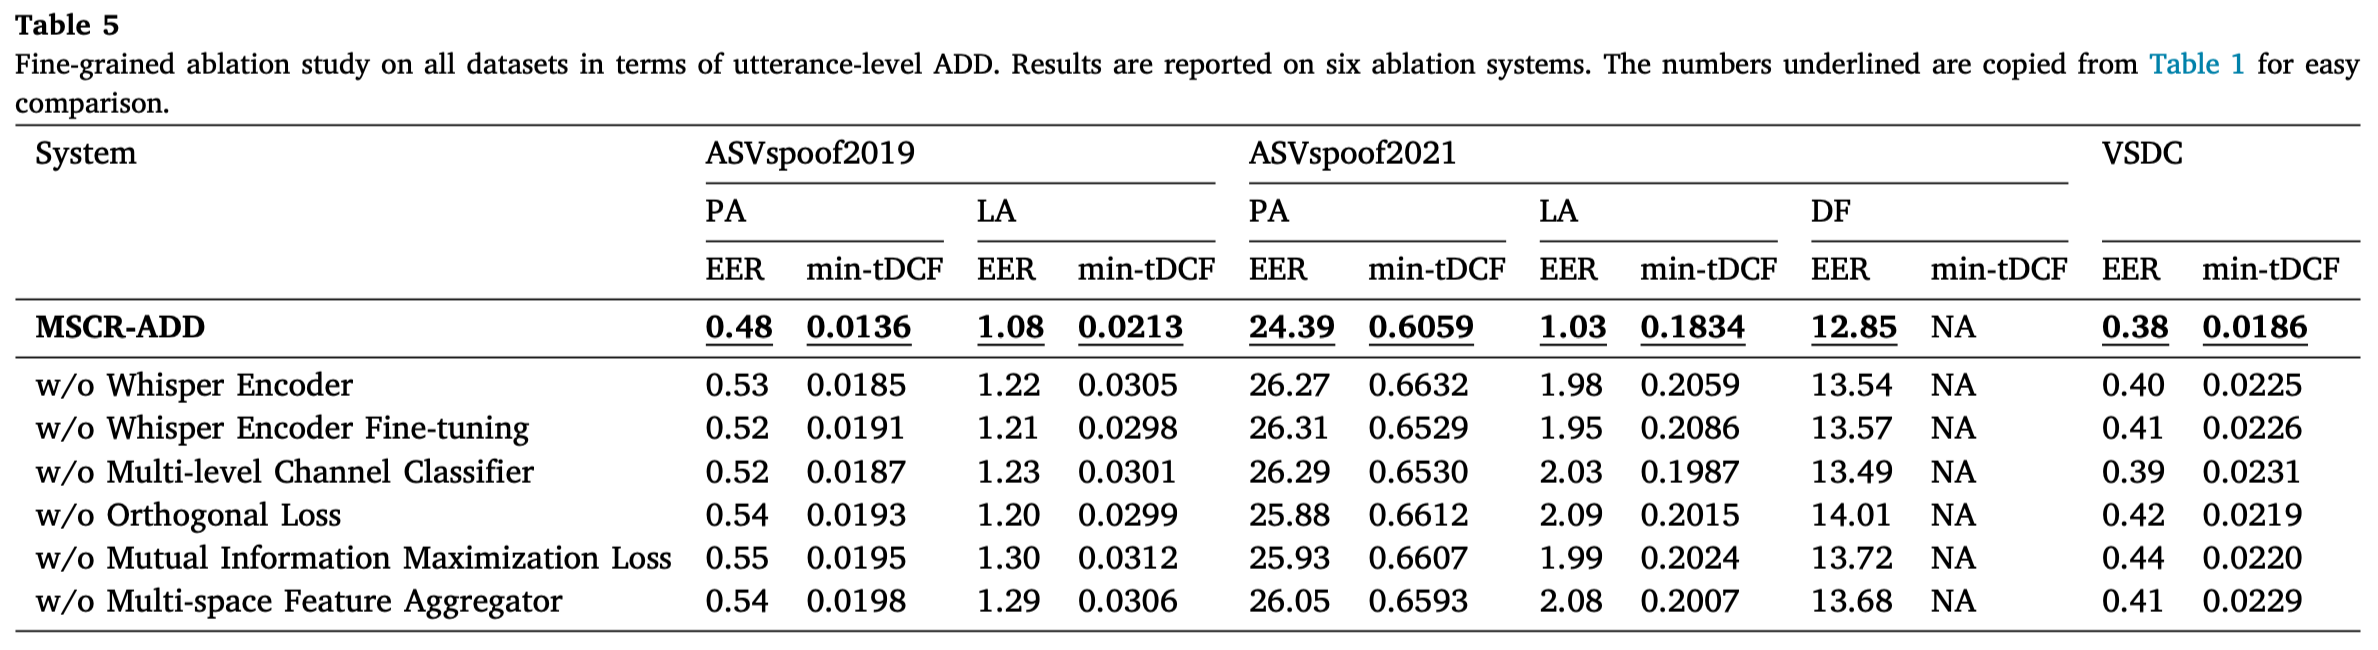 Table 5
Fine-grained ablation study on all datasets in terms of utterance-level ADD. Results are reported on six ablation systems. The numbers underlined are copied from Table 1 for easy
comparison.
System ASVspoof2019 ASVspoof2021 VSDC
PA LA PA LA DF
EER min-tDCF EER min-tDCF EER min-tDCF EER min-tDCF EER min-tDCF EER min-tDCF
MSCR-ADD 0.48 0.0136 1.08 0.0213 24.39 0.6059 1.03 0.1834 12.85 NA 0.38 0.0186
w/o Whisper Encoder 0.53 0.0185 1.22 0.0305 26.27 0.6632 1.98 0.2059 13.54 NA 0.40 0.0225
w/o Whisper Encoder Fine-tuning 0.52 0.0191 1.21 0.0298 26.31 0.6529 1.95 0.2086 13.57 NA 0.41 0.0226
w/o Multi-level Channel Classifier 0.52 0.0187 1.23 0.0301 26.29 0.6530 2.03 0.1987 13.49 NA 0.39 0.0231
w/o Orthogonal Loss 0.54 0.0193 1.20 0.0299 25.88 0.6612 2.09 0.2015 14.01 NA 0.42 0.0219
w/o Mutual Information Maximization Loss 0.55 0.0195 1.30 0.0312 25.93 0.6607 1.99 0.2024 13.72 NA 0.44 0.0220
w/o Multi-space Feature Aggregator 0.54 0.0198 1.29 0.0306 26.05 0.6593 2.08 0.2007 13.68 NA 0.41 0.0229